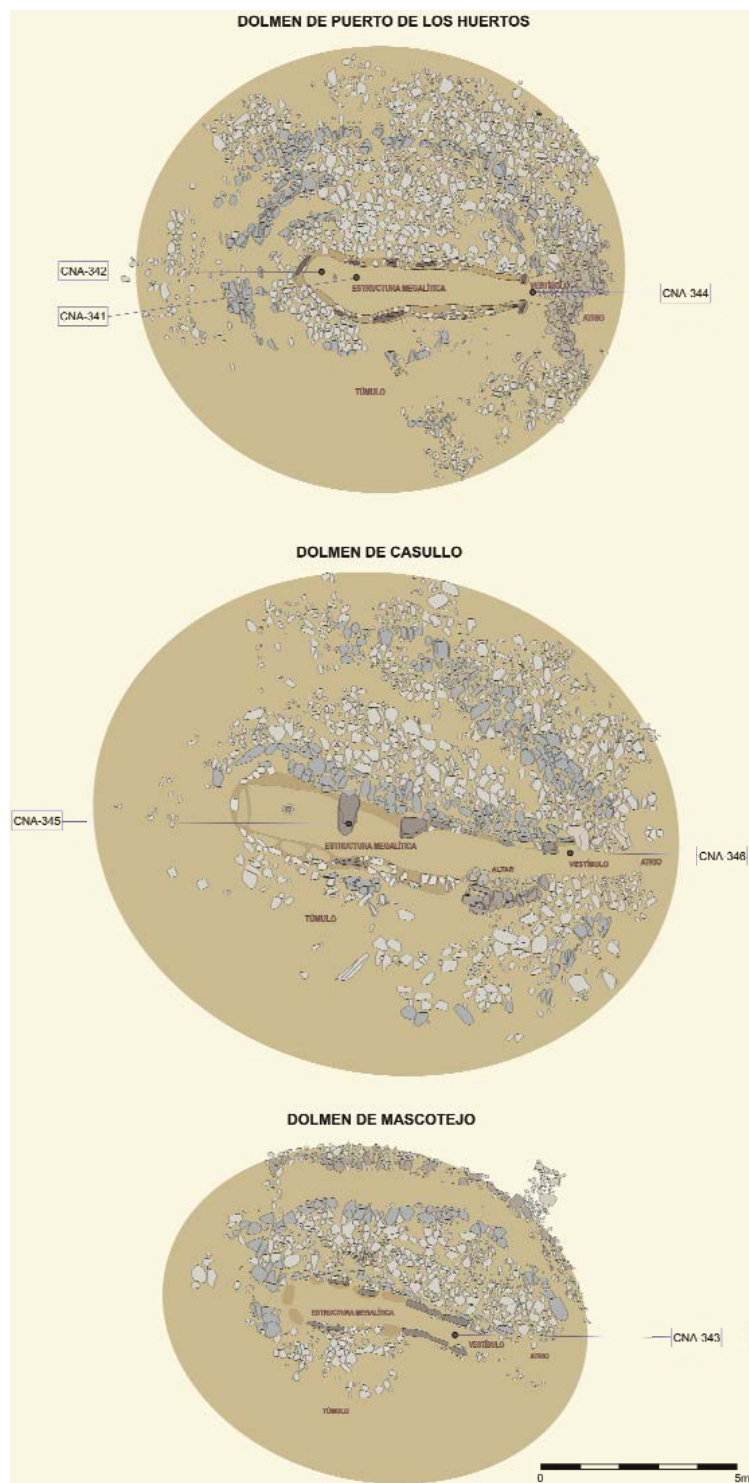 DOLMEN DE PUERTO DE LOS HUERTOS
CNA-342
ESTRUCTURA MEGALÍTICA
VESTÍBULO
CNA-344
CNA-341
ATRIO
TÚMULO
DOLMEN DE CASULLO
CNA-345
ESTRUCTURA MEGALÍTICA
VESTÍBULO
ATRIO
CNA-346
ALTAR
TÚMULO
DOLMEN DE MASCOTEJO
ESTRUCTURA MEGALÍTICA
CNA-343
VESTÍBULO
ATRIO
TÚMULO
0 5m